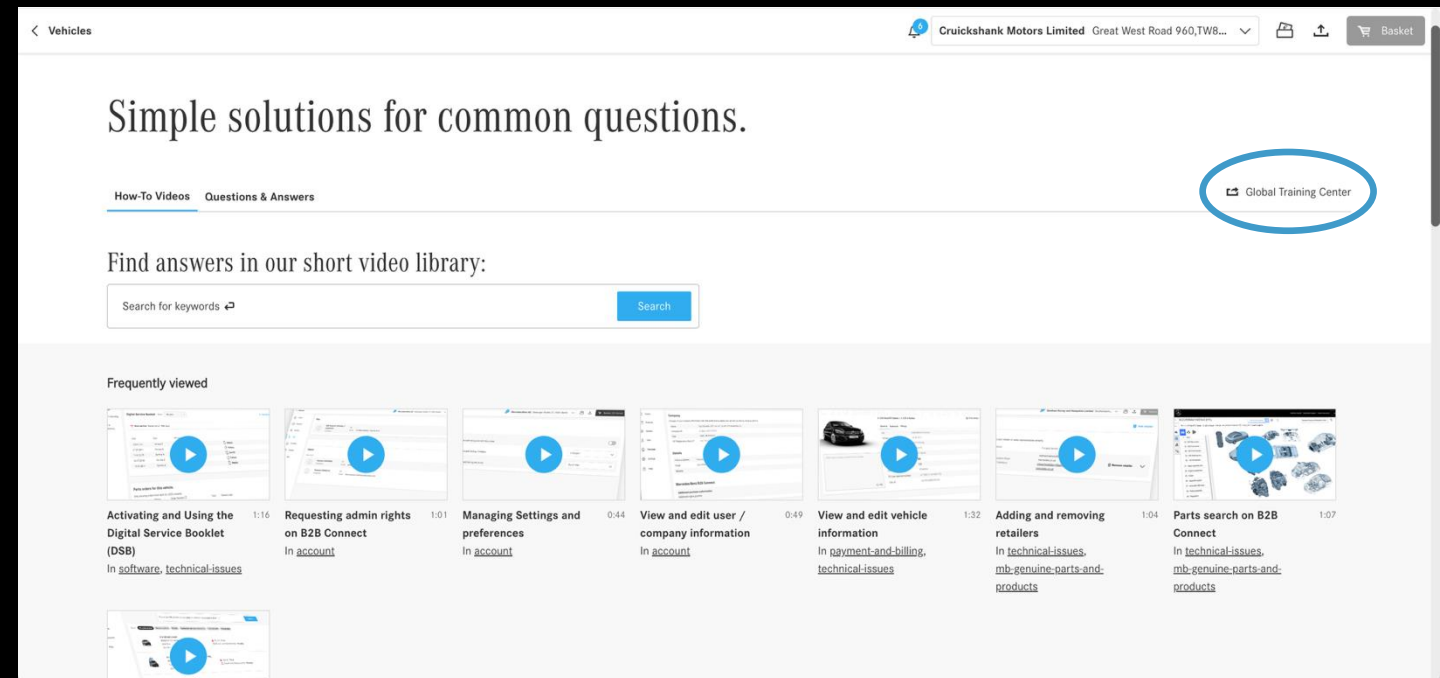 Vehicles
6
Cruickshank Motors Limited Great West Road 960,TW8...
Basket
Simple solutions for common questions.
How-To Videos Questions & Answers
Global Training Center
Find answers in our short video library:
Search for keywords
Search
Frequently viewed
Activating and Using the Digital Service Booklet (DSB) 1:16
In software, technical-issues
Requesting admin rights on B2B Connect 1:01
In account
Managing Settings and preferences 0:44
In account
View and edit user / company information 0:49
In account
View and edit vehicle information 1:32
In payment-and-billing, technical-issues
Adding and removing retailers 1:04
In technical-issues, mb-genuine-parts-and-products
Parts search on B2B Connect 1:07
In technical-issues, mb-genuine-parts-and-products